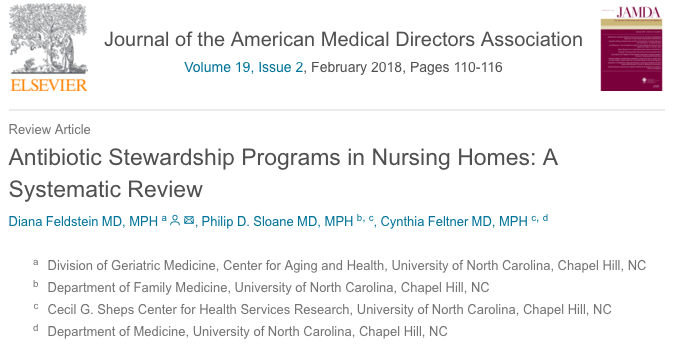 ELSEVIER
Journal of the American Medical Directors Association
Volume 19, Issue 2, February 2018, Pages 110-116
JAMDA
Review Article
Antibiotic Stewardship Programs in Nursing Homes: A
Systematic Review
Diana Feldstein MD, MPH a, Philip D. Sloane MD, MPH b, c, Cynthia Feltner MD, MPH c, d
a Division of Geriatric Medicine, Center for Aging and Health, University of North Carolina, Chapel Hill, NC
b Department of Family Medicine, University of North Carolina, Chapel Hill, NC
c Cecil G. Sheps Center for Health Services Research, University of North Carolina, Chapel Hill, NC
d Department of Medicine, University of North Carolina, Chapel Hill, NC